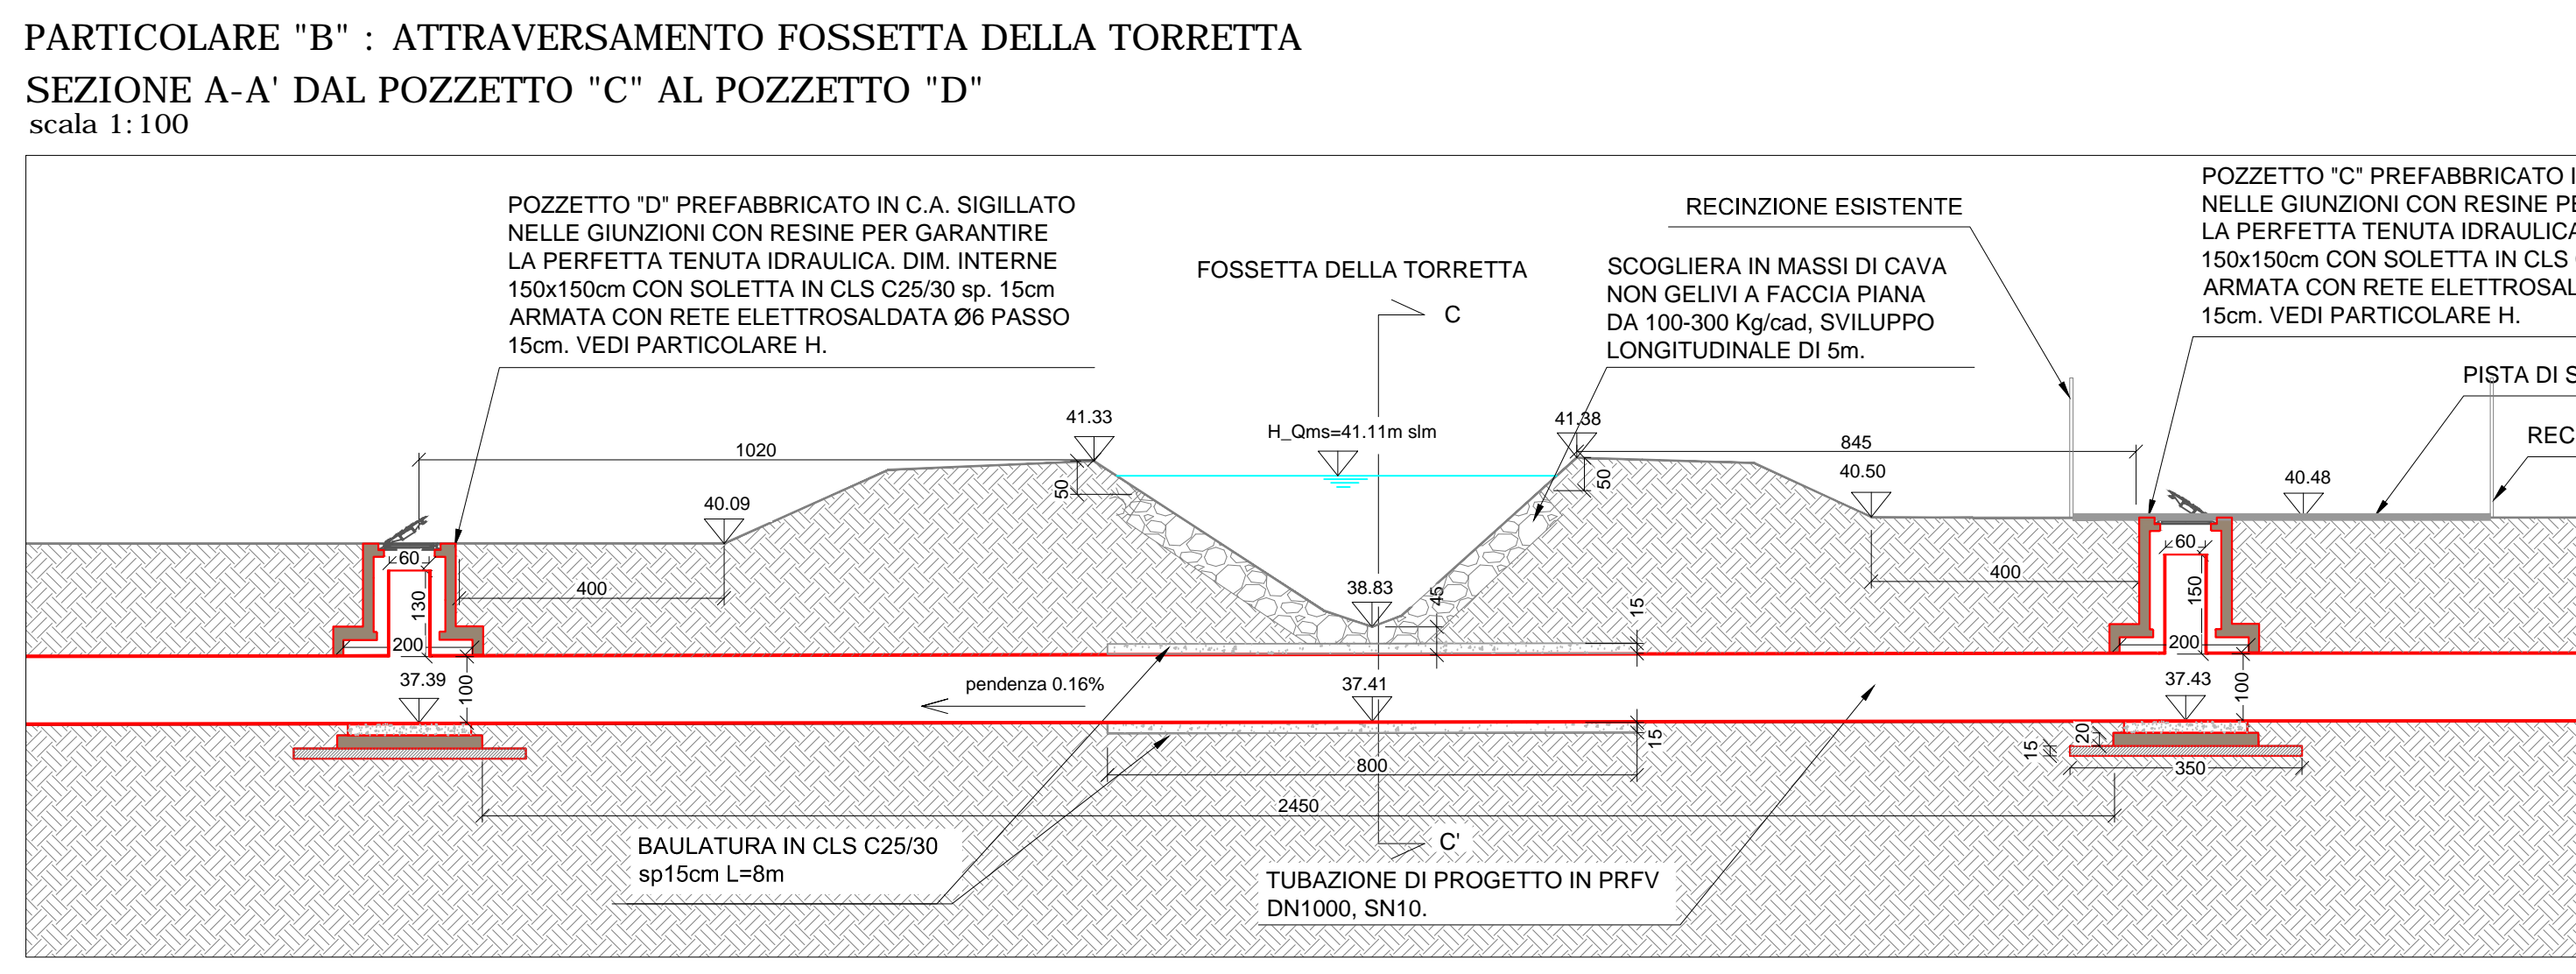 PARTICOLARE "B" : ATTRAVERSAMENTO FOSSETTA DELLA TORRETTA
SEZIONE A-A' DAL POZZETTO "C" AL POZZETTO "D"
scala 1:100
POZZETTO "D" PREFABBRICATO IN C.A. SIGILLATO
NELLE GIUNZIONI CON RESINE PER GARANTIRE
LA PERFETTA TENUTA IDRAULICA. DIM. INTERNE
150x150cm CON SOLETTA IN CLS C25/30 sp. 15cm
ARMATA CON RETE ELETTROSALDATA Ø6 PASSO
15cm. VEDI PARTICOLARE H.
FOSSETTA DELLA TORRETTA
C
RECINZIONE ESISTENTE
SCOGLIERA IN MASSI DI CAVA
NON GELIVI A FACCIA PIANA
DA 100-300 Kg/cad, SVILUPPO
LONGITUDINALE DI 5m.
POZZETTO "C" PREFABBRICATO I
NELLE GIUNZIONI CON RESINE PE
LA PERFETTA TENUTA IDRAULICA
150x150cm CON SOLETTA IN CLS
ARMATA CON RETE ELETTROSAL
15cm. VEDI PARTICOLARE H.
PISTA DI S
REC
41.33
H_Qms=41.11m slm
41.38
1020
845
50
50
40.09
40.50
40.48
60
60
400
400
130
150
38.83
45
15
200
200
37.39
100
pendenza 0.16%
37.41
37.43
100
15
20
15
800
350
2450
BAULATURA IN CLS C25/30
sp15cm L=8m
C'
TUBAZIONE DI PROGETTO IN PRFV
DN1000, SN10.